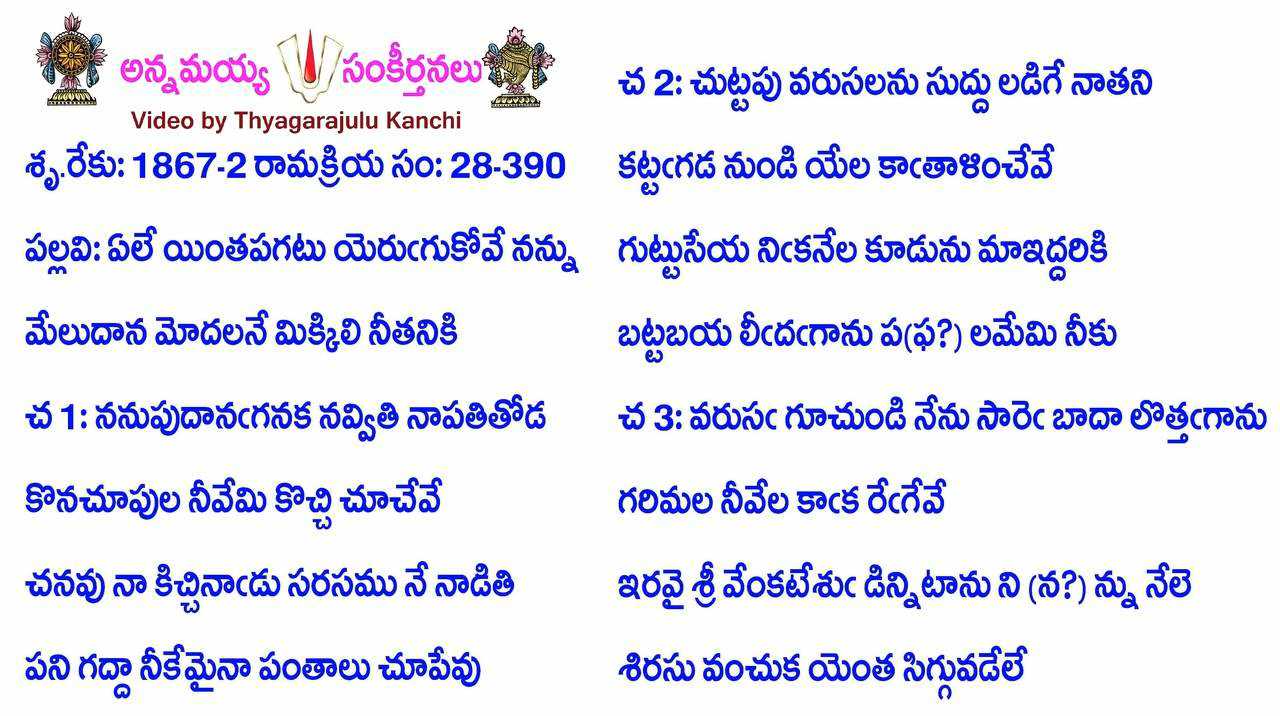 అన్నమయ్య సంకీర్తనలు
Video by Thyagarajulu Kanchi
శృ.రేకు: 1867-2 రామక్రియ సం: 28-390
పల్లవి: ఏలే యింతపగటు యెరుఁగుకోవే నన్ను
మేలుదాన మోదలనే మిక్కిలి నీతనికి
చ 1: ననుపుదానఁగనక నవ్వితి నాపతితోడ
కొనచూపుల నీవేమి కొచ్చి చూచేవే
చనవు నా కిచ్చినాఁడు సరసము నే నాడితి
పని గద్దా నీకేమైనా పంతాలు చూపేవు
చ 2: చుట్టపు వరుసలను సుద్దు లడిగే నాతని
కట్టఁగడ నుండి యేల కాఁతాళించేవే
గుట్టుసేయ నిఁకనేల కూడును మాఇద్దరికి
బట్టబయ లీఁదఁగాను ప(ఫ?) లమేమి నీకు
చ 3: వరుసఁ గూచుండి నేను సారెఁ బాదా లొత్తఁగాను
గరిమల నీవేల కాఁక రేఁగేవే
ఇరవై శ్రీ వేంకటేశుఁ డిన్నిటాను ని (న?) న్ను నేలె
శిరసు వంచుక యెంత సిగ్గువడేలే